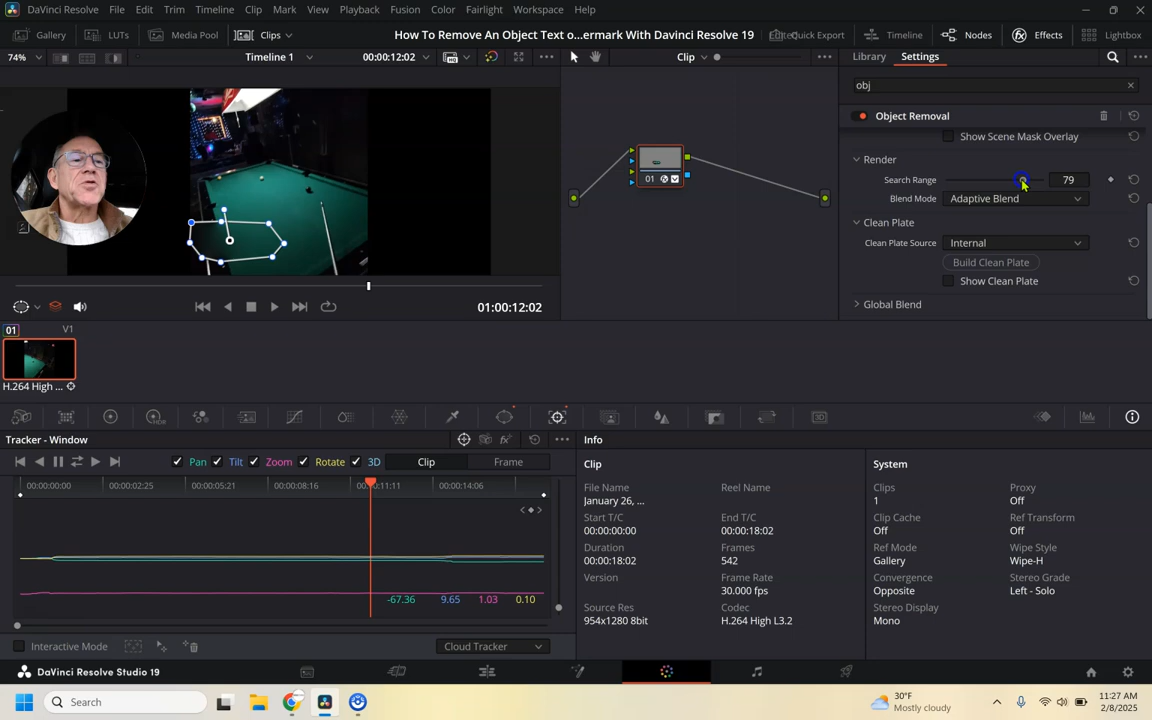 DaVinci Resolve File Edit Trim Timeline Clip Mark View Playback Fusion Color Fairlight Workspace Help
Gallery LUTs Media Pool Clips How To Remove An Object Text o...ermark With Davinci Resolve 19 Quick Export Timeline Nodes Effects Lightbox
74% Timeline 1 00:00:12:02 Clip Library Settings
obj
Object Removal
Show Scene Mask Overlay
Render
Search Range 79
Blend Mode Adaptive Blend
Clean Plate
Clean Plate Source Internal
Build Clean Plate
Show Clean Plate
Global Blend
01
01:00:12:02
01 V1
H.264 High ...
Tracker - Window Info
Pan Tilt Zoom Rotate 3D Clip Frame
00:00:00:00 00:00:02:25 00:00:05:21 00:00:08:16 00:00:11:11 00:00:14:06
-67.36 9.65 1.03 0.10
Interactive Mode Cloud Tracker
Clip System
File Name Reel Name Clips Proxy
January 26, ... 1 Off
Start T/C End T/C Clip Cache Ref Transform
00:00:00:00 00:00:18:02 Off Off
Duration Frames Ref Mode Wipe Style
00:00:18:02 542 Gallery Wipe-H
Version Frame Rate Convergence Stereo Grade
30.000 fps Opposite Left - Solo
Source Res Codec Stereo Display
954x1280 8bit H.264 High L3.2 Mono
DaVinci Resolve Studio 19
Search 30°F Mostly cloudy 11:27 AM 2/8/2025